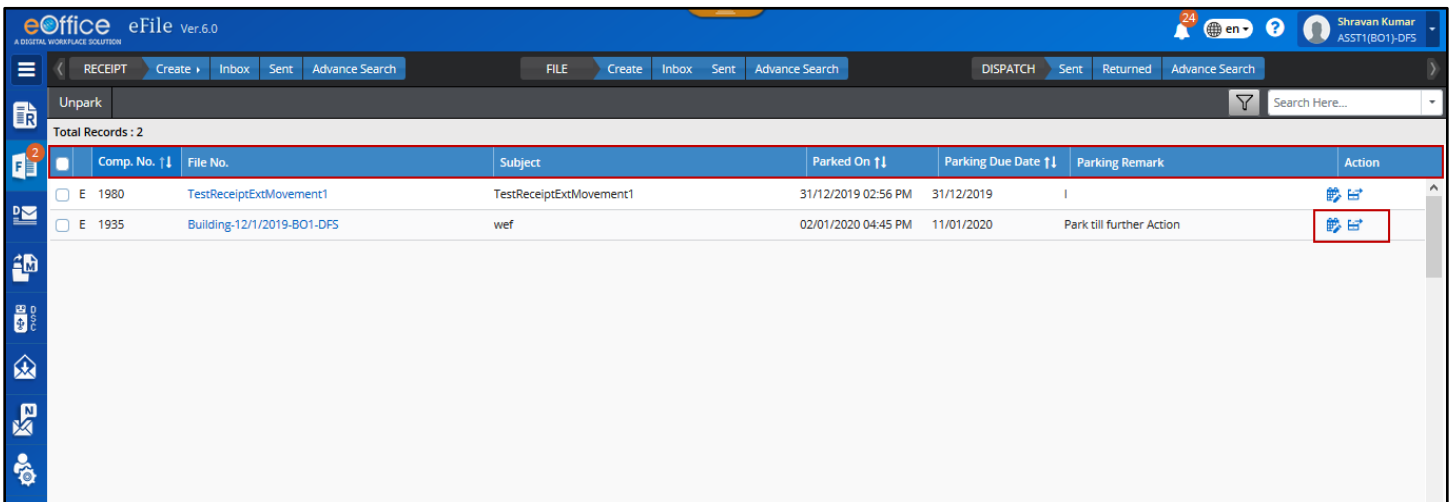 eOffice eFile Ver.6.0
A DIGITAL WORKPLACE SOLUTION
24
en
?
Shravan Kumar
ASST1(BO1)-DFS
RECEIPT Create Inbox Sent Advance Search FILE Create Inbox Sent Advance Search DISPATCH Sent Returned Advance Search
Unpark Search Here...
Total Records : 2
Comp. No. File No. Subject Parked On Parking Due Date Parking Remark Action
E 1980 TestReceiptExtMovement1 TestReceiptExtMovement1 31/12/2019 02:56 PM 31/12/2019 l
E 1935 Building-12/1/2019-BO1-DFS wef 02/01/2020 04:45 PM 11/01/2020 Park till further Action
R
2
F
D
M
DSC
N